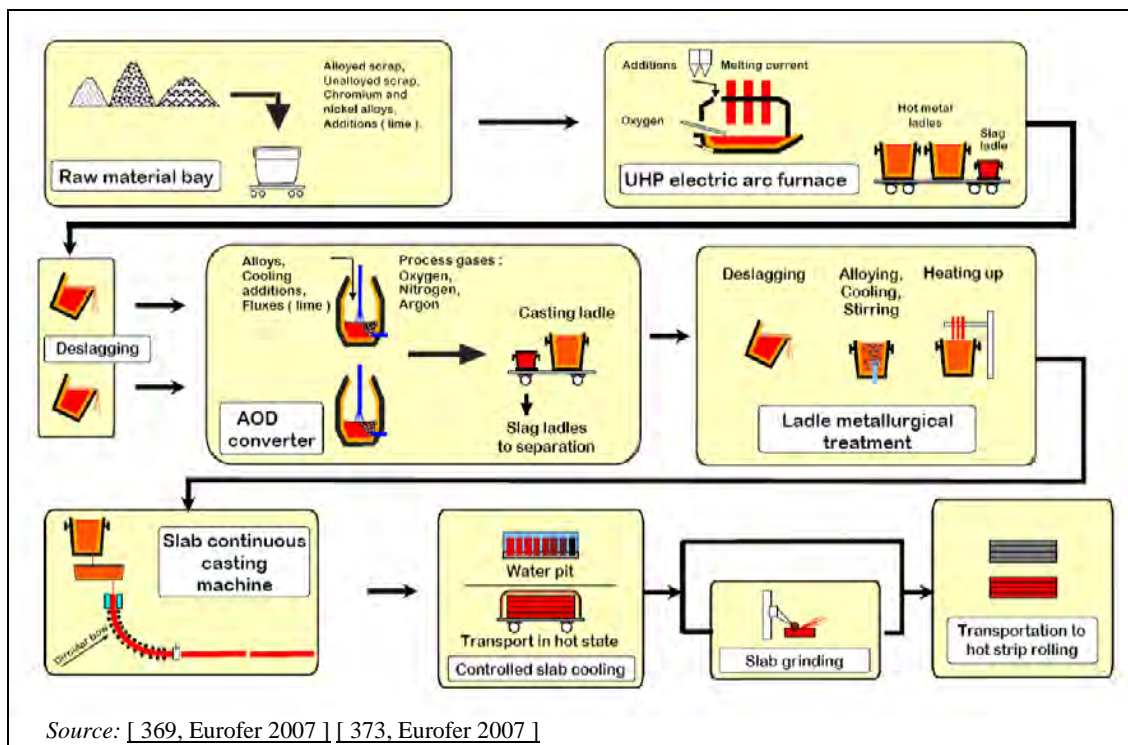 Alloyed scrap,
Unalloyed scrap,
Chromium and
nickel alloys,
Additions ( lime ).
Raw material bay
Additions
Melting current
Oxygen
Hot metal
ladles
Slag
ladle
UHP electric arc furnace
Deslagging
Alloys,
Cooling
additions,
Fluxes ( lime )
Process gases :
Oxygen,
Nitrogen,
Argon
Casting ladle
AOD
converter
Slag ladles
to separation
Deslagging
Alloying,
Cooling,
Stirring
Heating up
Ladle metallurgical
treatment
Slab continuous
casting
machine
Circular bow
Water pit
Transport in hot state
Controlled slab cooling
Slab grinding
Transportation to
hot strip rolling
Source: [ 369, Eurofer 2007 ] [ 373, Eurofer 2007 ]